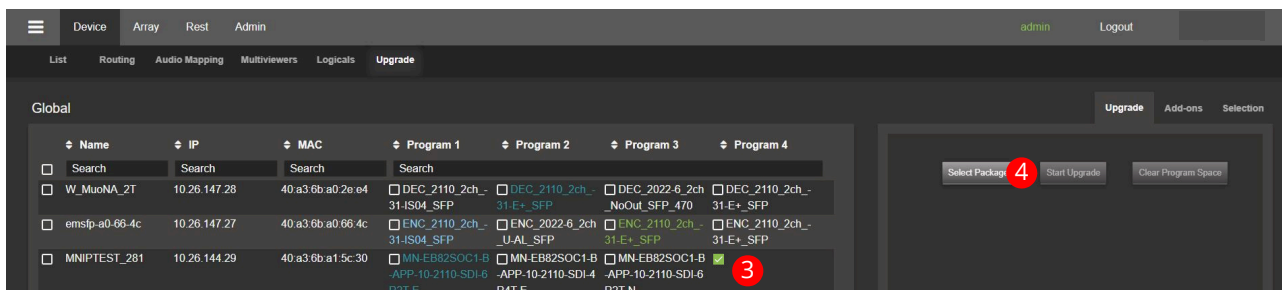 Device Array Rest Admin admin Logout
List Routing Audio Mapping Multiviewers Logicals Upgrade
Global
Upgrade Add-ons Selection
Name IP MAC Program 1 Program 2 Program 3 Program 4
Search Search Search Search
Select Package 4 Start Upgrade Clear Program Space
W_MuoNA_2T 10.26.147.28 40:a3:6b:a0:2e:e4 DEC_2110_2ch_- DEC_2110_2ch_- DEC_2022-6_2ch DEC_2110_2ch_-
31-IS04_SFP 31-E+_SFP _NoOut_SFP_470 31-E+_SFP
emsfp-a0-66-4c 10.26.147.27 40:a3:6b:a0:66:4c ENC_2110_2ch_- ENC_2022-6_2ch ENC_2110_2ch_- ENC_2110_2ch_-
31-IS04_SFP _U-AL_SFP 31-E+_SFP 31-E+_SFP
MNIPTEST_281 10.26.144.29 40:a3:6b:a1:5c:30 MN-EB82SOC1-B MN-EB82SOC1-B MN-EB82SOC1-B
-APP-10-2110-SDI-6 -APP-10-2110-SDI-4 -APP-10-2110-SDI-6 3